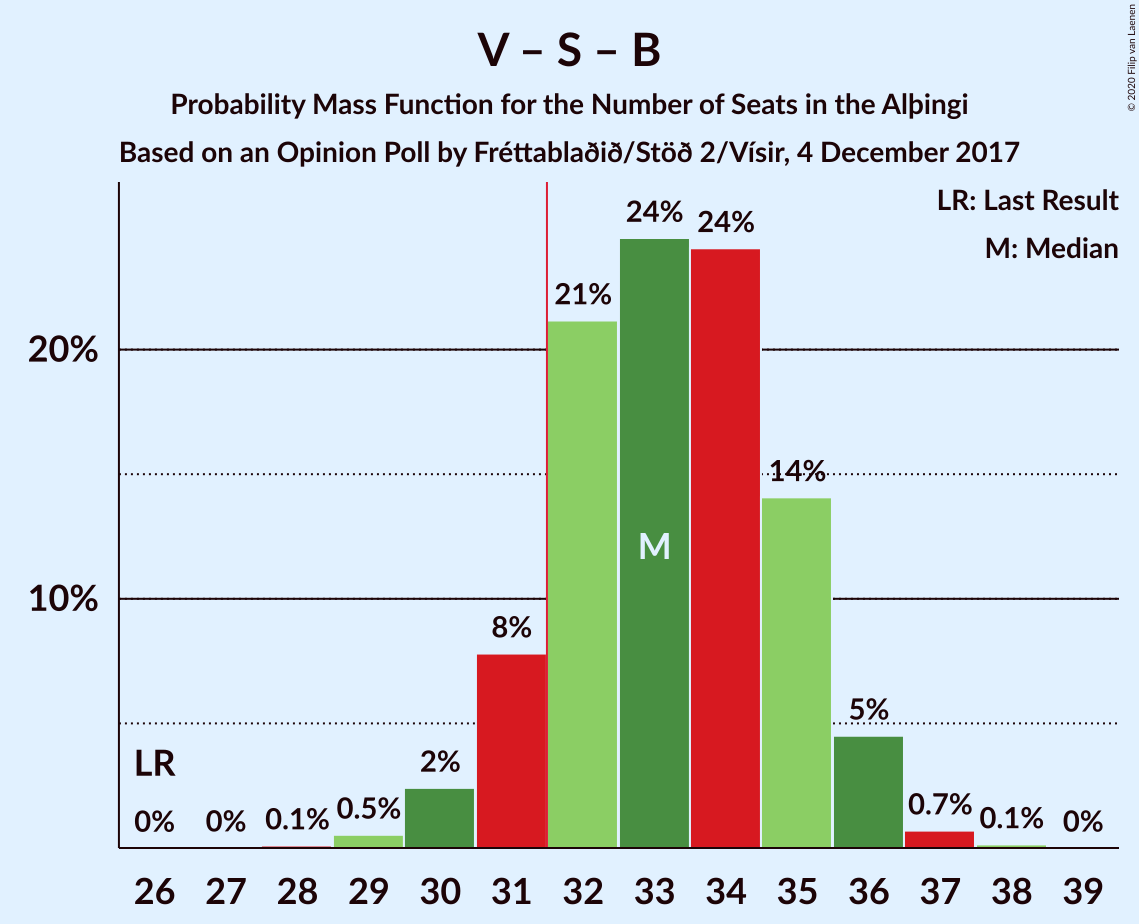 V – S – B
Probability Mass Function for the Number of Seats in the Alþingi
Based on an Opinion Poll by Fréttablaðið/Stöð 2/Vísir, 4 December 2017
© 2020 Filip van Laenen
LR: Last Result
M: Median
24%
24%
21%
20%
14%
M
10%
8%
5%
LR
2%
0%
0%
0.1%
0.5%
0.7%
0.1%
0%
26 27 28 29 30 31 32 33 34 35 36 37 38 39